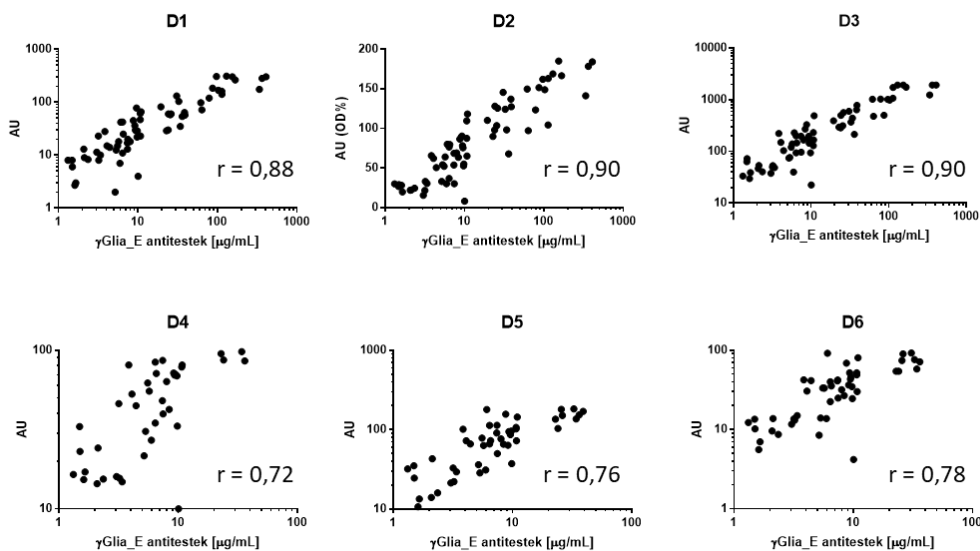 D1
1000
100
10
1
AU
r = 0,88
1 10 100 1000
γGlia_E antitestek [µg/mL]
D2
200
150
100
50
0
AU (OD%)
r = 0,90
1 10 100 1000
γGlia_E antitestek [µg/mL]
D3
10000
1000
100
10
AU
r = 0,90
1 10 100 1000
γGlia_E antitestek [µg/mL]
D4
100
10
AU
r = 0,72
1 10 100
γGlia_E antitestek [µg/mL]
D5
1000
100
10
AU
r = 0,76
1 10 100
γGlia_E antitestek [µg/mL]
D6
100
10
1
AU
r = 0,78
1 10 100
γGlia_E antitestek [µg/mL]